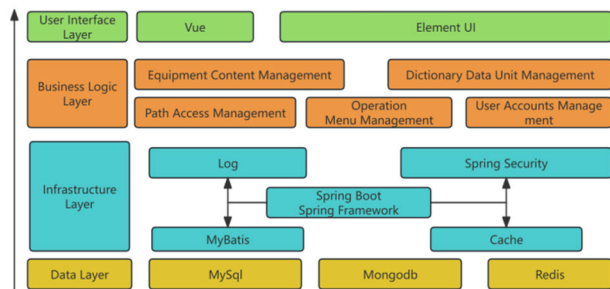 User Interface
Layer
Vue
Element UI
Business Logic
Layer
Equipment Content Management
Dictionary Data Unit Management
Path Access Management
Operation
Menu Management
User Accounts Manage
ment
Infrastructure
Layer
Log
Spring Security
Spring Boot
Spring Framework
MyBatis
Cache
Data Layer
MySql
Mongodb
Redis